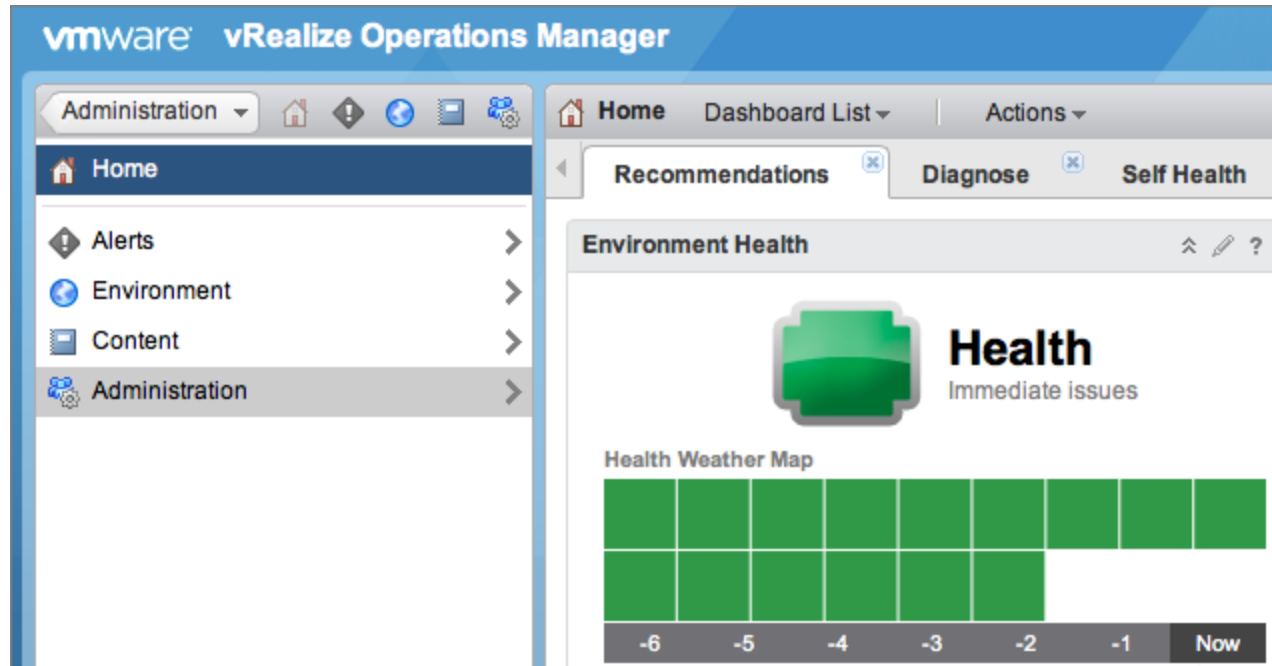 vmware vRealize Operations Manager
Administration
Home Dashboard List Actions
Home
Recommendations Diagnose Self Health
Alerts
Environment
Content
Administration
Environment Health ?
Health
Immediate issues
Health Weather Map
-6 -5 -4 -3 -2 -1 Now